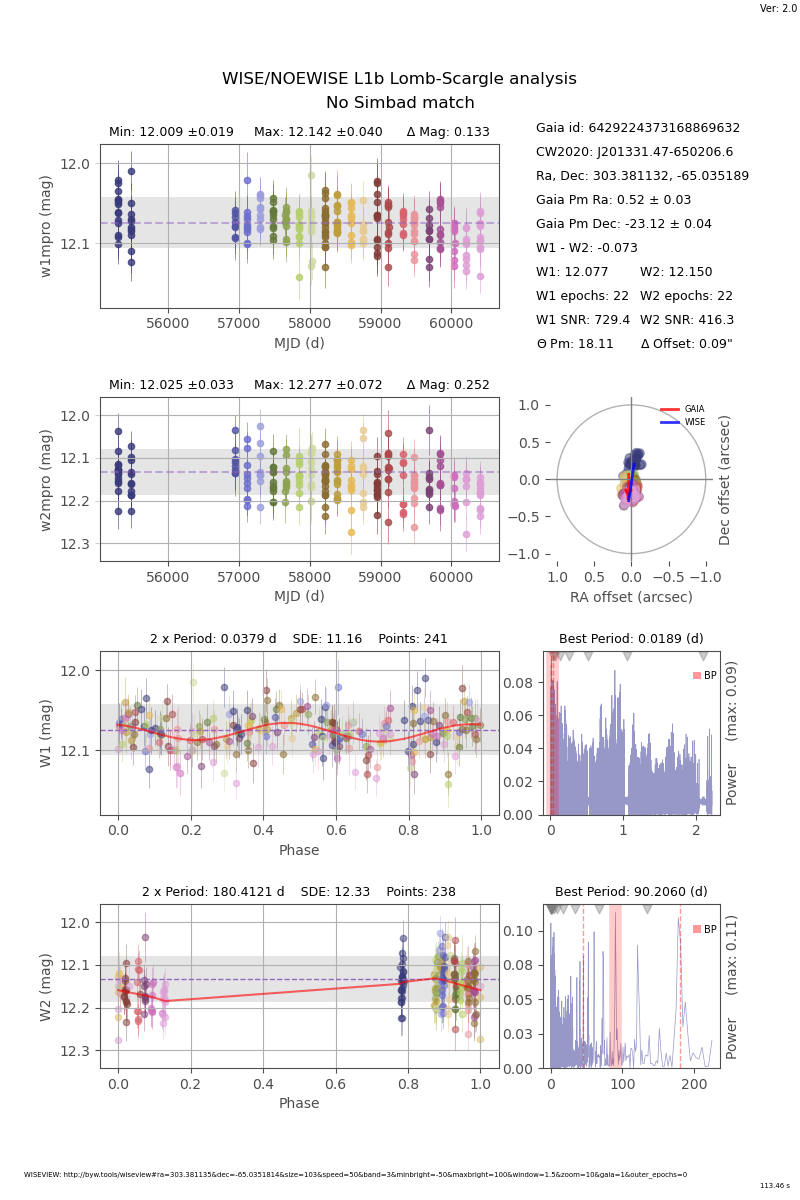 Ver: 2.0
WISE/NOEWISE L1b Lomb-Scargle analysis
No Simbad match
Min: 12.009 ±0.019 Max: 12.142 ±0.040 Δ Mag: 0.133
12.0
12.1
w1mpro (mag)
56000 57000 58000 59000 60000
MJD (d)
Gaia id: 6429224373168869632
CW2020: J201331.47-650206.6
Ra, Dec: 303.381132, -65.035189
Gaia Pm Ra: 0.52 ± 0.03
Gaia Pm Dec: -23.12 ± 0.04
W1 - W2: -0.073
W1: 12.077 W2: 12.150
W1 epochs: 22 W2 epochs: 22
W1 SNR: 729.4 W2 SNR: 416.3
Θ Pm: 18.11 Δ Offset: 0.09"
Min: 12.025 ±0.033 Max: 12.277 ±0.072 Δ Mag: 0.252
12.0
12.1
12.2
12.3
w2mpro (mag)
56000 57000 58000 59000 60000
MJD (d)
GAIA
WISE
1.0
0.5
0.0
−0.5
−1.0
1.0 0.5 0.0 −0.5 −1.0
RA offset (arcsec)
Dec offset (arcsec)
2 x Period: 0.0379 d SDE: 11.16 Points: 241
12.0
12.1
W1 (mag)
0.0 0.2 0.4 0.6 0.8 1.0
Phase
Best Period: 0.0189 (d)
BP
0.08
0.06
0.04
0.02
0.00
0 1 2
Power (max: 0.09)
2 x Period: 180.4121 d SDE: 12.33 Points: 238
12.0
12.1
12.2
12.3
W2 (mag)
0.0 0.2 0.4 0.6 0.8 1.0
Phase
Best Period: 90.2060 (d)
BP
0.10
0.08
0.05
0.03
0.00
0 100 200
Power (max: 0.11)
WISEVIEW: http://byw.tools/wiseview#ra=303.381135&dec=-65.0351814&size=103&speed=50&band=3&minbright=-50&maxbright=100&window=1.5&zoom=10&gaia=1&outer_epochs=0
113.46 s